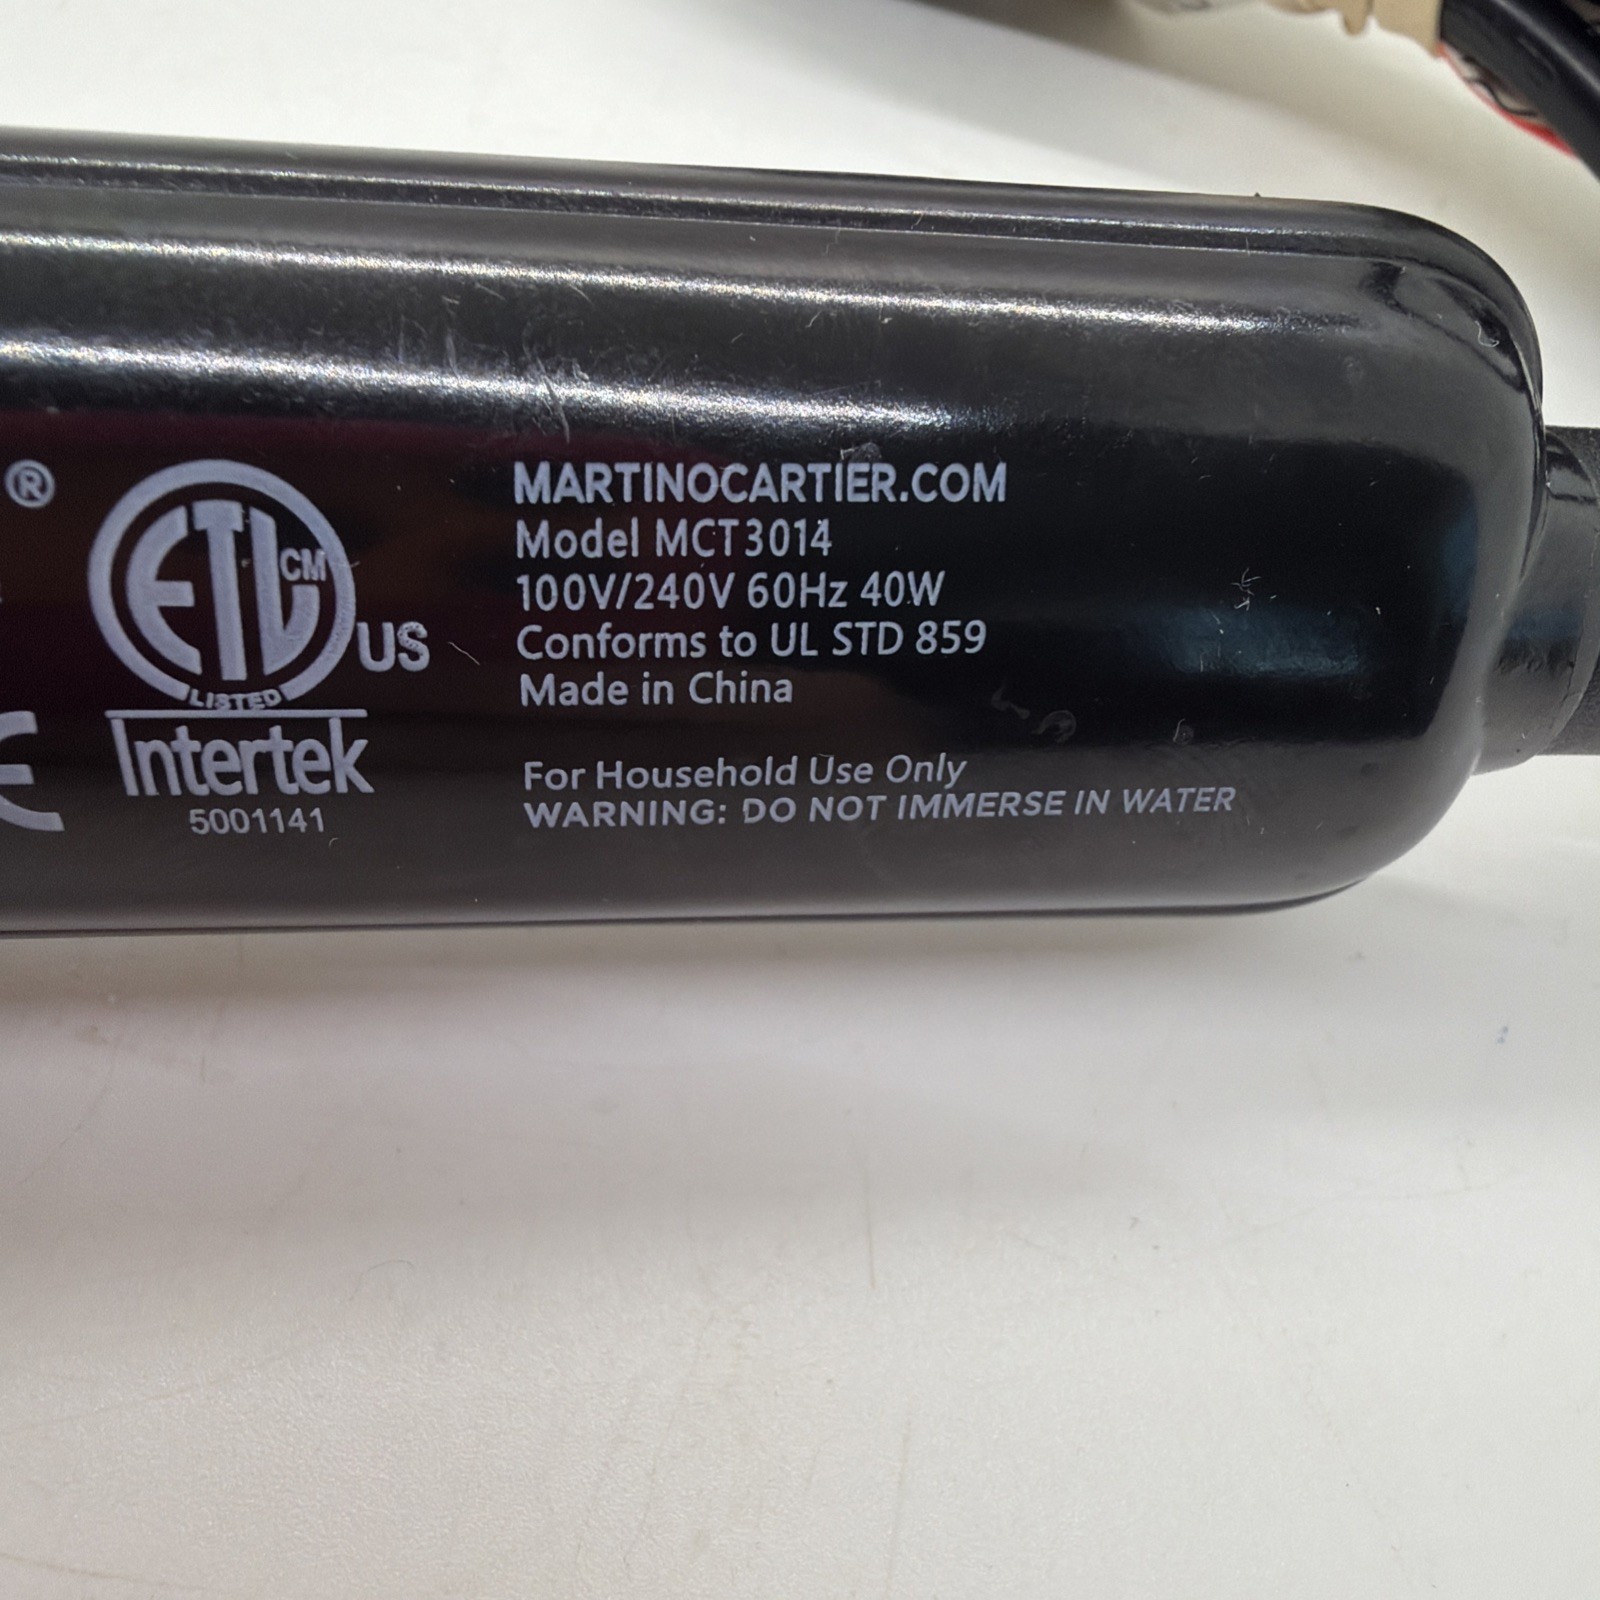 ®
ETL
CM
US
LISTED
Intertek
5001141
CE
MARTINOCARTIER.COM
Model MCT3014
100V/240V 60Hz 40W
Conforms to UL STD 859
Made in China
For Household Use Only
WARNING: DO NOT IMMERSE IN WATER